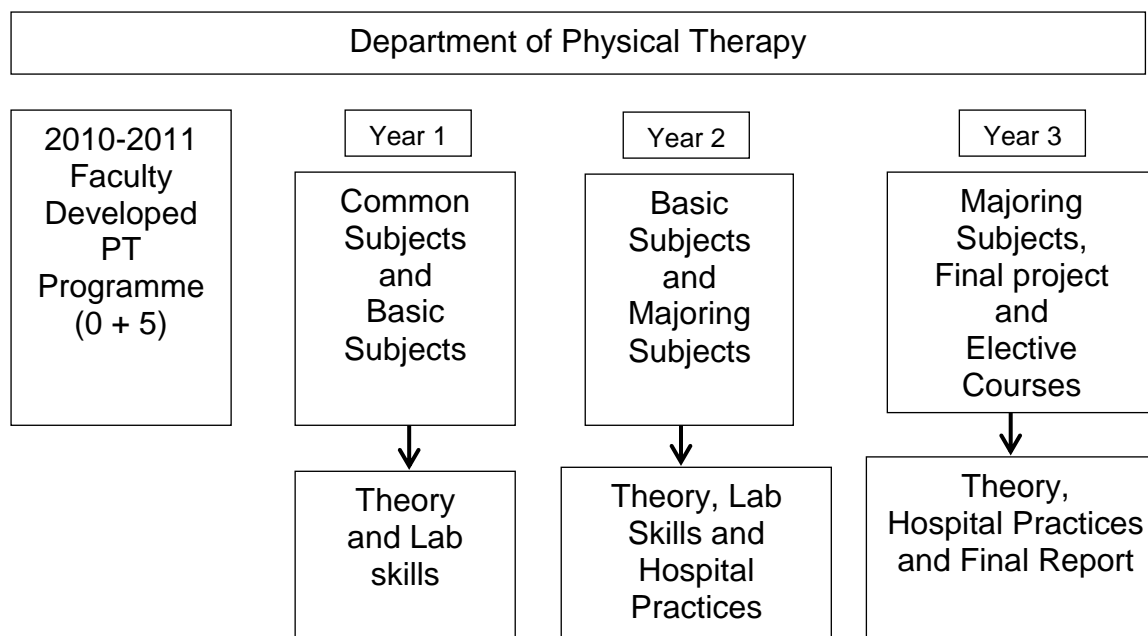 Department of Physical Therapy
2010-2011
Faculty
Developed
PT
Programme
(0 + 5)
Year 1
Common
Subjects
and
Basic
Subjects
Theory
and Lab
skills
Year 2
Basic
Subjects
and
Majoring
Subjects
Theory, Lab
Skills and
Hospital
Practices
Year 3
Majoring
Subjects,
Final project
and
Elective
Courses
Theory,
Hospital Practices
and Final Report